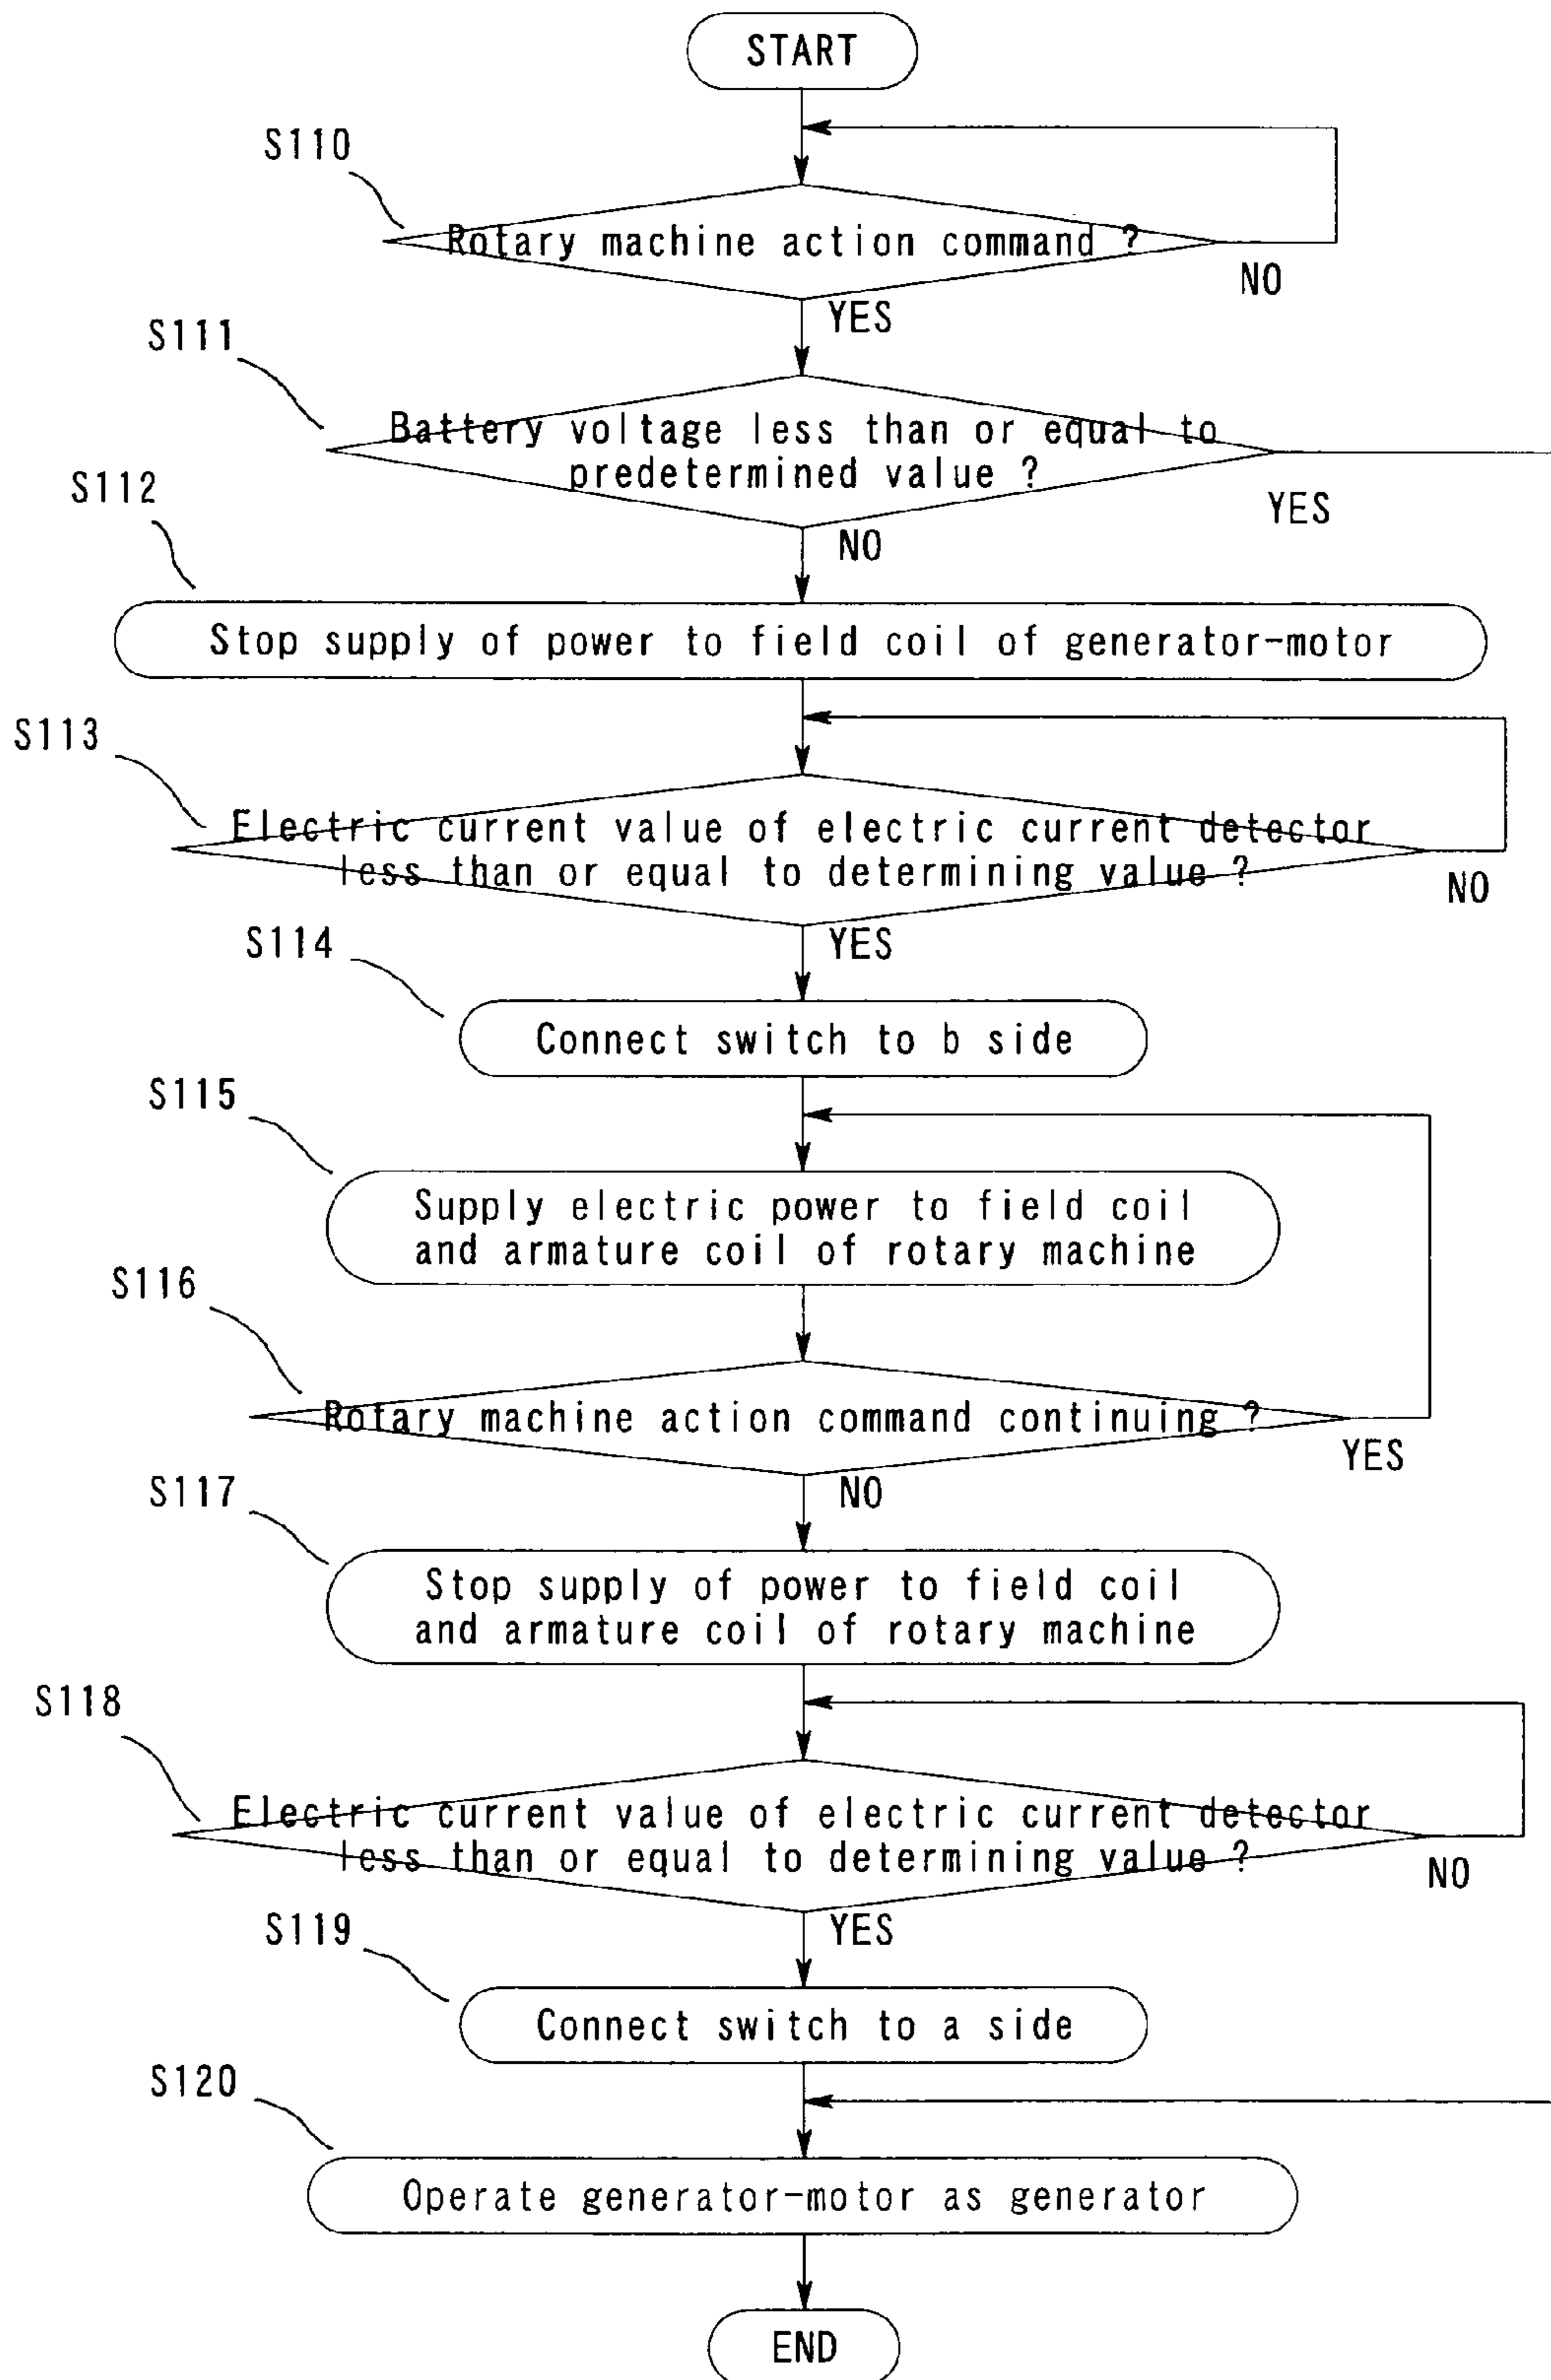 START
S110
Rotary machine action command ?
NO
YES
S111
Battery voltage less than or equal to
predetermined value ?
YES
NO
S112
Stop supply of power to field coil of generator-motor
S113
Electric current value of electric current detector
less than or equal to determining value ?
NO
YES
S114
Connect switch to b side
S115
Supply electric power to field coil
and armature coil of rotary machine
S116
Rotary machine action command continuing ?
YES
NO
S117
Stop supply of power to field coil
and armature coil of rotary machine
S118
Electric current value of electric current detector
less than or equal to determining value ?
NO
YES
S119
Connect switch to a side
S120
Operate generator-motor as generator
END